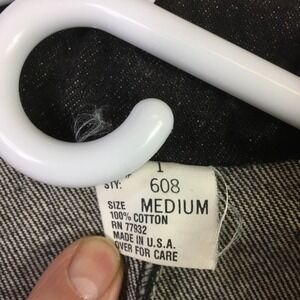 1
STY: 608
SIZE MEDIUM
100% COTTON
RN 77932
MADE IN U.S.A.
OVER FOR CARE